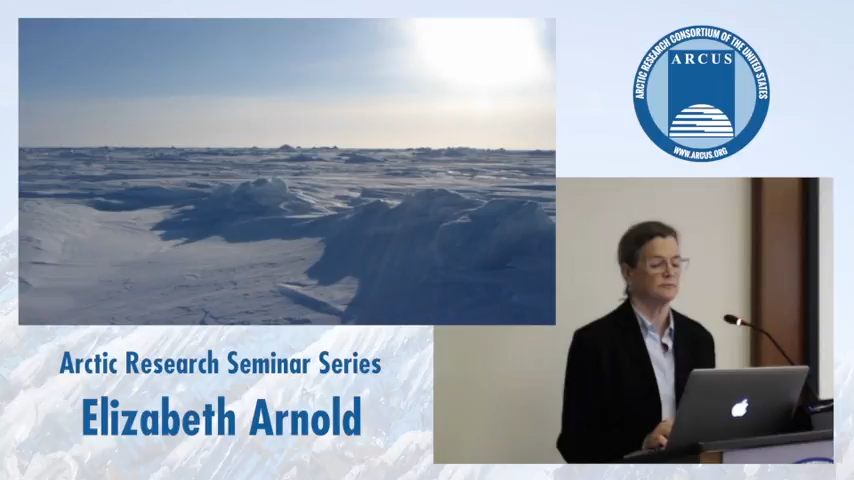 ARCTIC RESEARCH CONSORTIUM OF THE UNITED STATES
ARCUS
WWW.ARCUS.ORG
Arctic Research Seminar Series
Elizabeth Arnold